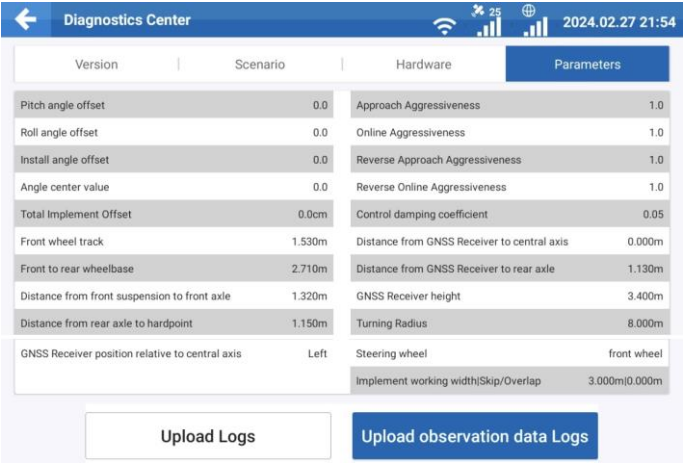 Diagnostics Center 25 2024.02.27 21:54
Version Scenario Hardware Parameters
Pitch angle offset 0.0
Roll angle offset 0.0
Install angle offset 0.0
Angle center value 0.0
Total Implement Offset 0.0cm
Front wheel track 1.530m
Front to rear wheelbase 2.710m
Distance from front suspension to front axle 1.320m
Distance from rear axle to hardpoint 1.150m
GNSS Receiver position relative to central axis Left
Approach Aggressiveness 1.0
Online Aggressiveness 1.0
Reverse Approach Aggressiveness 1.0
Reverse Online Aggressiveness 1.0
Control damping coefficient 0.05
Distance from GNSS Receiver to central axis 0.000m
Distance from GNSS Receiver to rear axle 1.130m
GNSS Receiver height 3.400m
Turning Radius 8.000m
Steering wheel front wheel
Implement working width|Skip/Overlap 3.000m|0.000m
Upload Logs
Upload observation data Logs